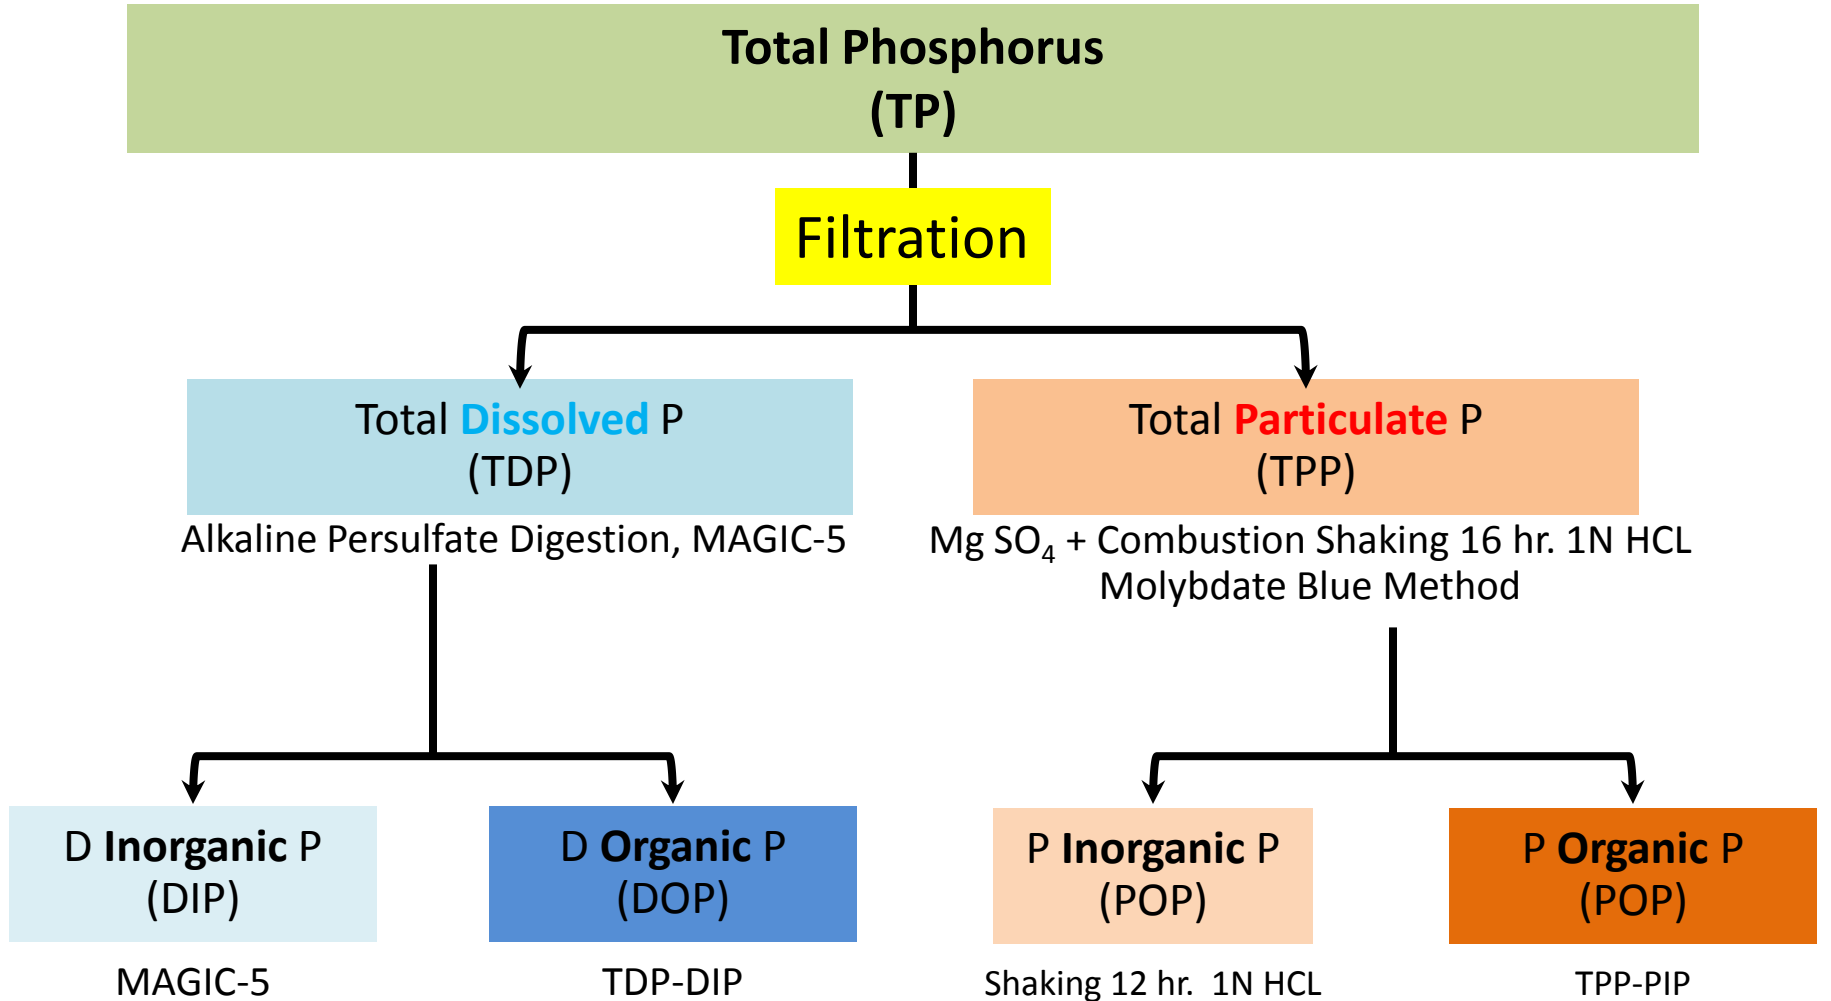 Total Phosphorus
(TP)
Filtration
Total Dissolved P
(TDP)
Alkaline Persulfate Digestion, MAGIC-5
Total Particulate P
(TPP)
Mg SO₄ + Combustion Shaking 16 hr. 1N HCL
Molybdate Blue Method
D Inorganic P
(DIP)
MAGIC-5
D Organic P
(DOP)
TDP-DIP
P Inorganic P
(POP)
Shaking 12 hr. 1N HCL
P Organic P
(POP)
TPP-PIP